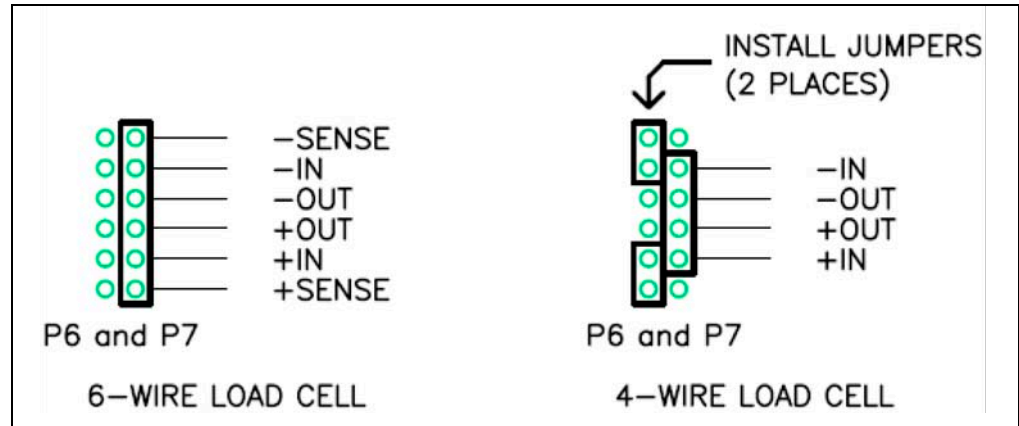 INSTALL JUMPERS
(2 PLACES)
−SENSE
−IN
−OUT
+OUT
+IN
+SENSE
P6 and P7
6−WIRE LOAD CELL
−IN
−OUT
+OUT
+IN
P6 and P7
4−WIRE LOAD CELL